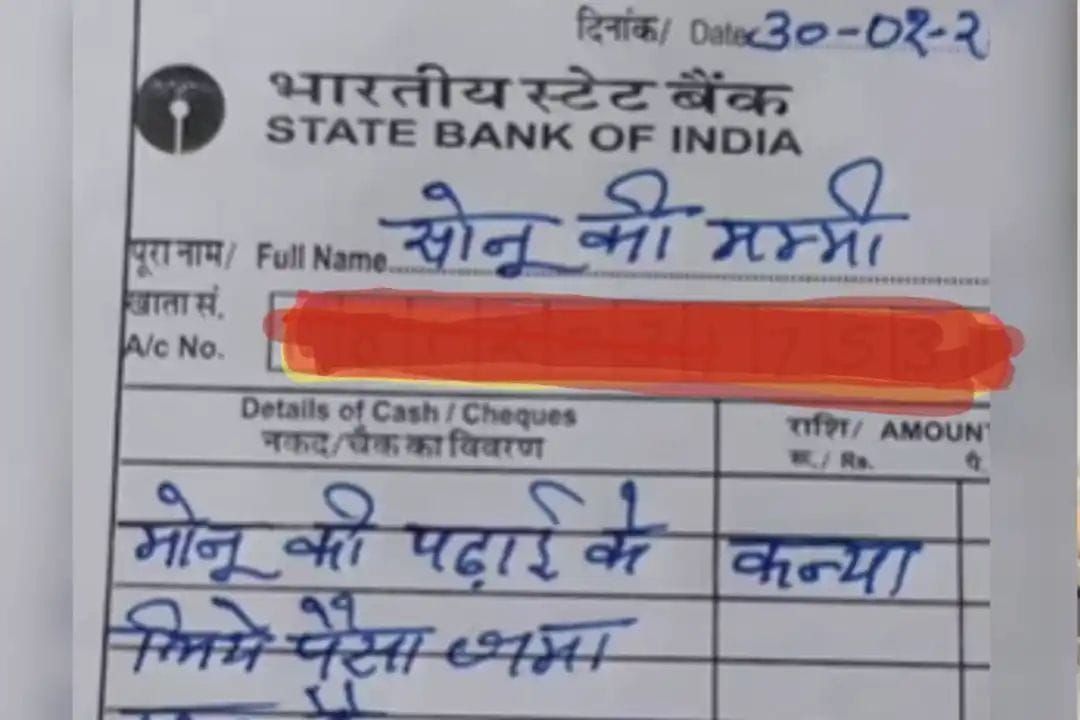 दिनांक/ Date 30-01-2
भारतीय स्टेट बैंक
STATE BANK OF INDIA
पूरा नाम/ Full Name सोनू की मम्मी
खाता सं.
A/c No.
Details of Cash / Cheques
नकद/चैक का विवरण
राशि/ AMOUN
रू./ Rs. पै.
मोनू की पढ़ाई के कन्या
लिये पैसा जमा